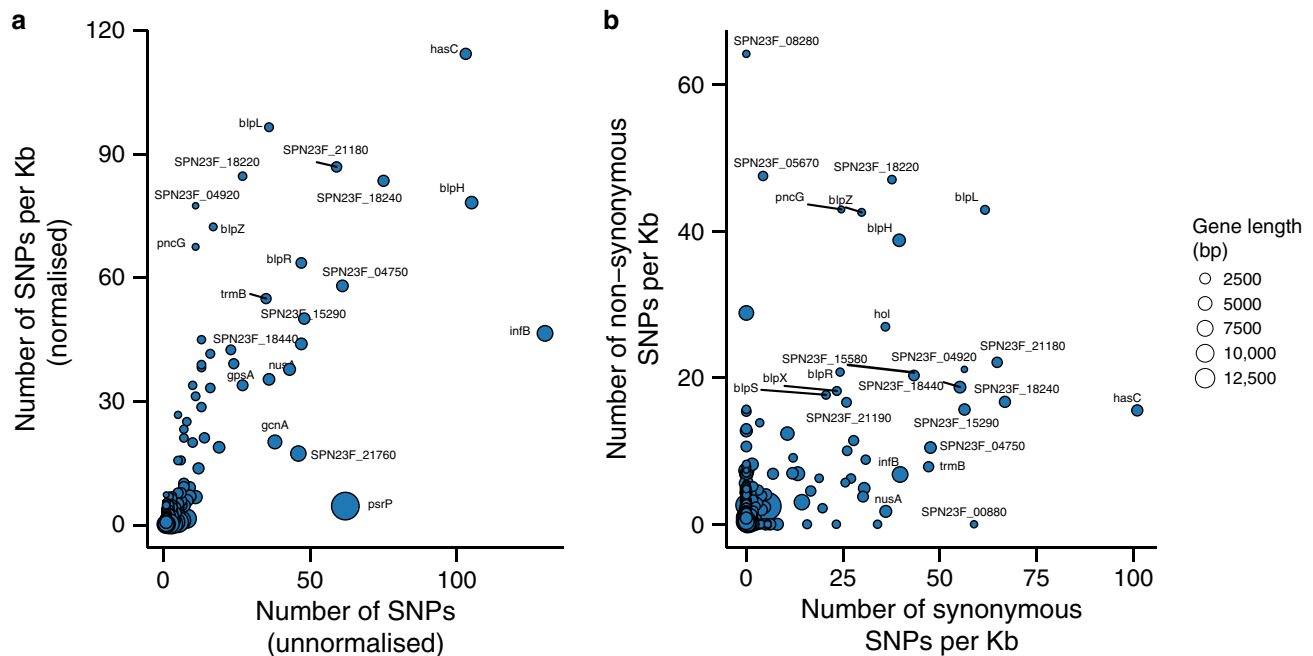 a
120
90
60
30
0
0
50
100
Number of SNPs per Kb
(normalised)
Number of SNPs
(unnormalised)
hasC
blpL
SPN23F_21180
SPN23F_18220
SPN23F_18240
SPN23F_04920
blpH
blpZ
pncG
blpR
SPN23F_04750
trmB
SPN23F_15290
infB
SPN23F_18440
nusA
gpsA
gcnA
SPN23F_21760
psrP
b
60
40
20
0
0
25
50
75
100
Number of non−synonymous
SNPs per Kb
Number of synonymous
SNPs per Kb
SPN23F_08280
SPN23F_05670
SPN23F_18220
pncG
blpZ
blpL
blpH
hol
SPN23F_21180
SPN23F_15580
SPN23F_04920
blpX
blpR
SPN23F_18440
SPN23F_18240
blpS
hasC
SPN23F_21190
SPN23F_15290
SPN23F_04750
infB
trmB
nusA
SPN23F_00880
Gene length
(bp)
2500
5000
7500
10,000
12,500